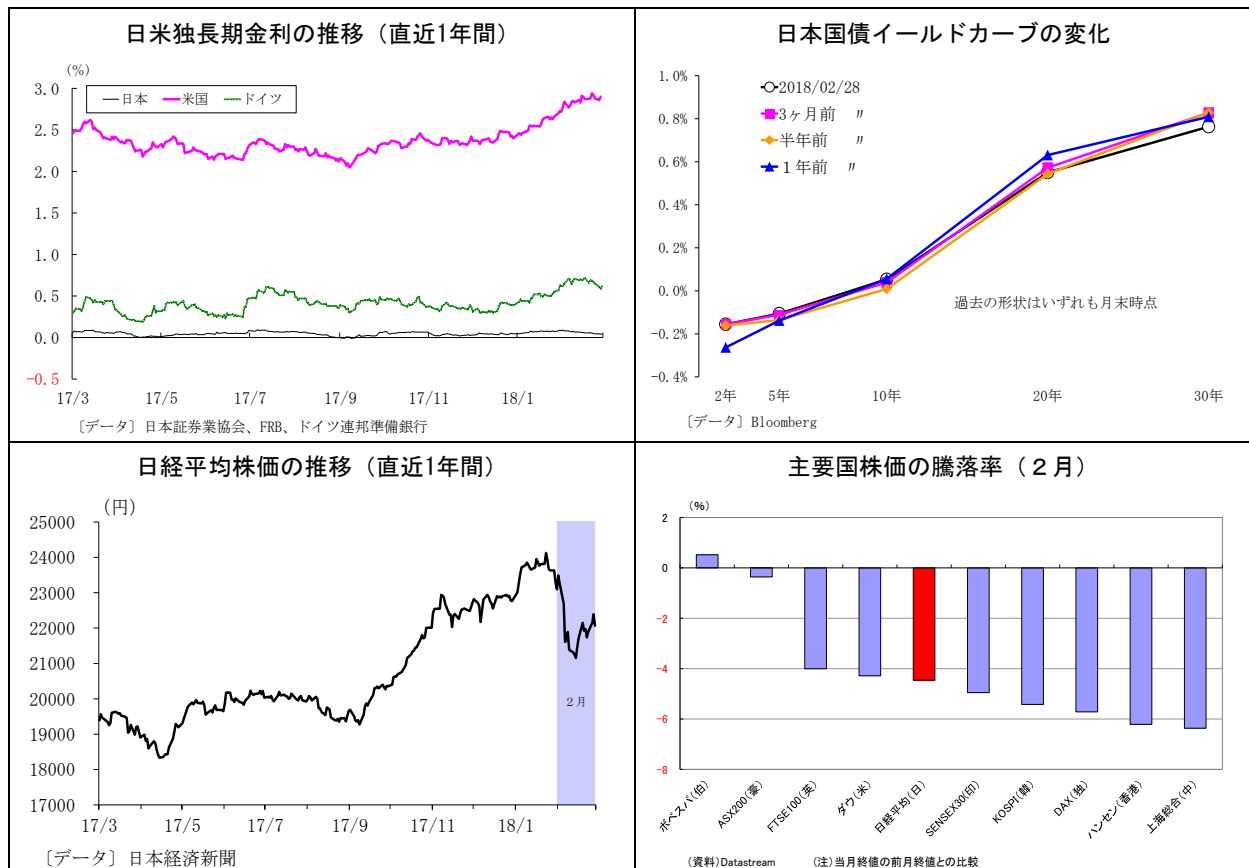 日米独長期金利の推移（直近1年間）
(%)
3.0
2.5
2.0
1.5
1.0
0.5
0.0
-0.5
日本 米国 ドイツ
17/3 17/5 17/7 17/9 17/11 18/1
〔データ〕日本証券業協会、FRB、ドイツ連邦準備銀行
日本国債イールドカーブの変化
1.0%
0.8%
0.6%
0.4%
0.2%
0.0%
-0.2%
-0.4%
2018/02/28
3ヶ月前 〃
半年前 〃
１年前 〃
過去の形状はいずれも月末時点
2年 5年 10年 20年 30年
〔データ〕Bloomberg
日経平均株価の推移（直近1年間）
(円)
25000
24000
23000
22000
21000
20000
19000
18000
17000
２月
17/3 17/5 17/7 17/9 17/11 18/1
〔データ〕日本経済新聞
主要国株価の騰落率（２月）
(%)
2
0
-2
-4
-6
-8
ボベスパ(伯)
ASX200(豪)
FTSE100(英)
ダウ(米)
日経平均(日)
SENSEX30(印)
KOSPI(韓)
DAX(独)
ハンセン(香港)
上海総合(中)
(資料)Datastream (注)当月終値の前月終値との比較